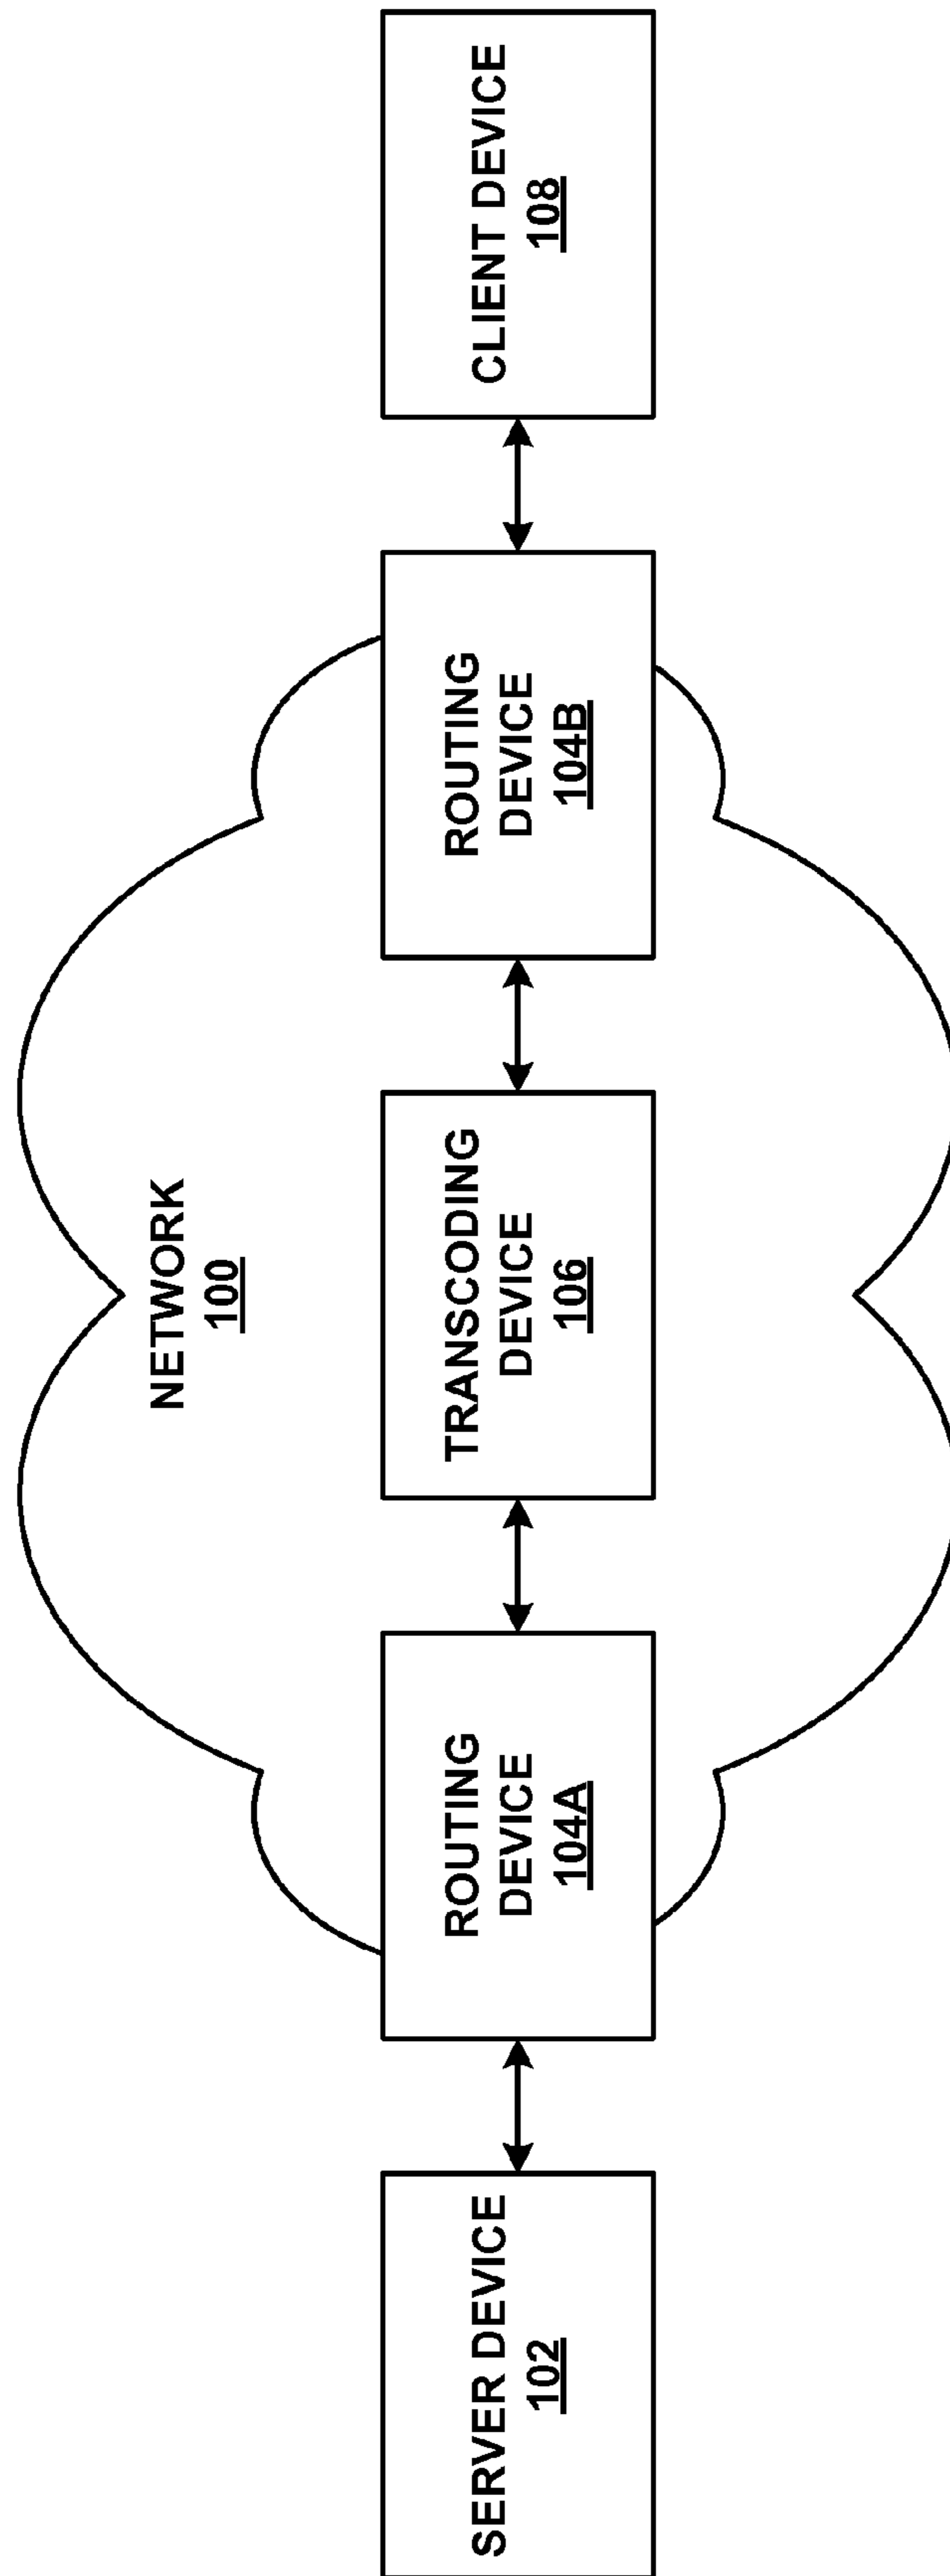 NETWORK
100
SERVER DEVICE
102
ROUTING
DEVICE
104A
TRANSCODING
DEVICE
106
ROUTING
DEVICE
104B
CLIENT DEVICE
108